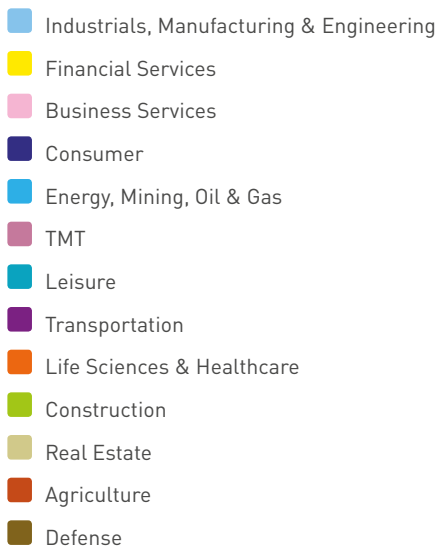 Industrials, Manufacturing & Engineering
Financial Services
Business Services
Consumer
Energy, Mining, Oil & Gas
TMT
Leisure
Transportation
Life Sciences & Healthcare
Construction
Real Estate
Agriculture
Defense